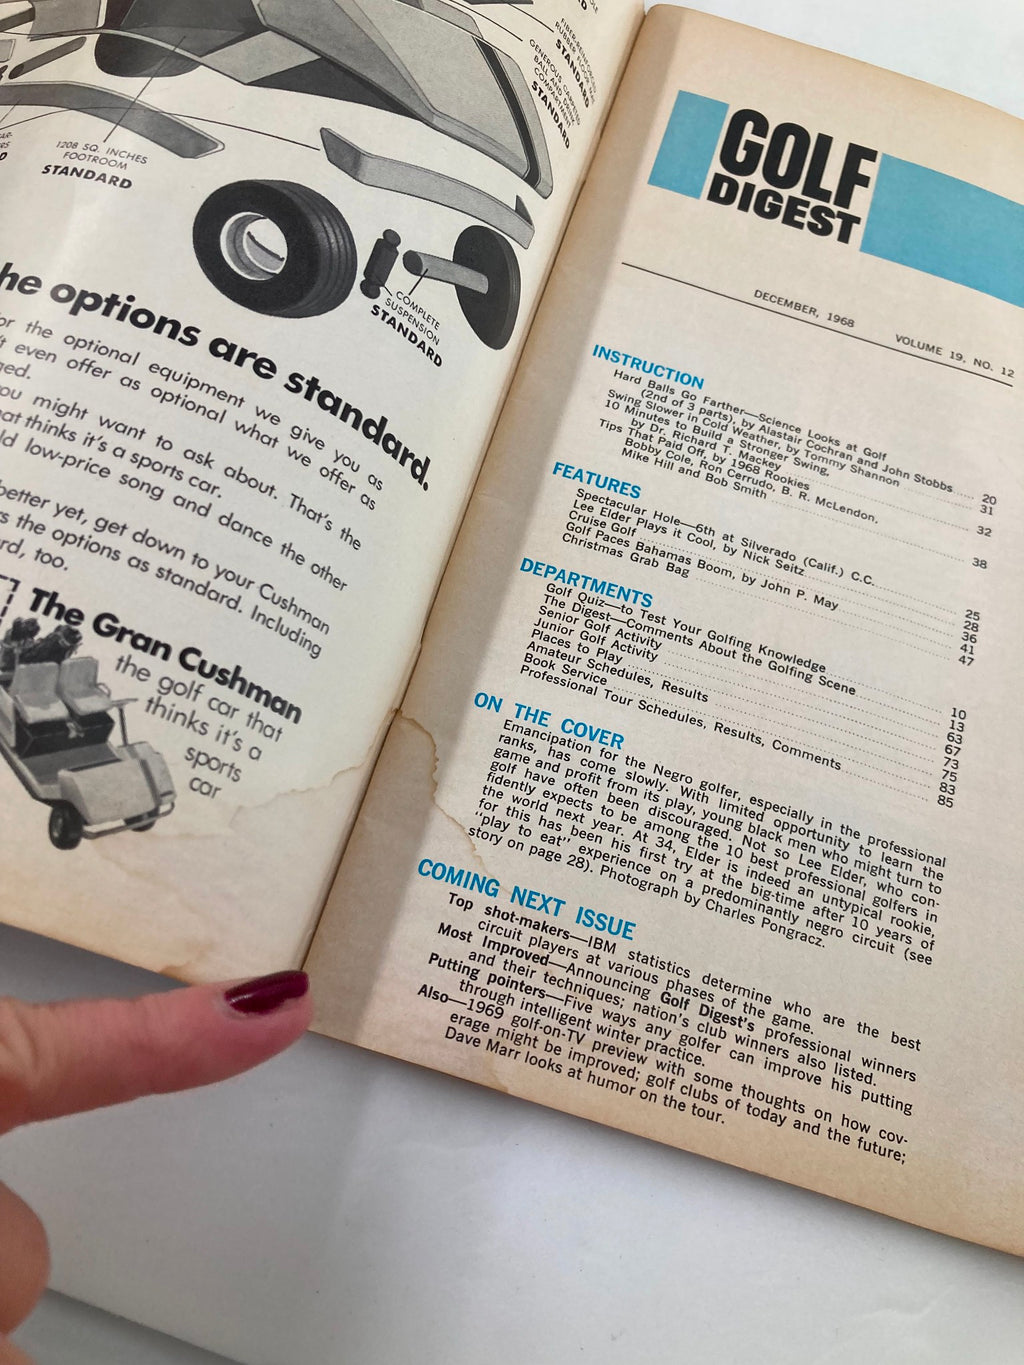 FIBER-REINFORCED
STANDARD
GENEROUS CARPETED
BALL AND DRINK
COMPARTMENT
STANDARD
1208 SQ. INCHES
FOOTROOM
STANDARD
COMPLETE
SUSPENSION
STANDARD
he options are standard.
or the optional equipment we give you as
't even offer as optional what we offer as
ged.
ou might want to ask about. That's the
at thinks it's a sports car.
ld low-price song and dance the other
better yet, get down to your Cushman
rs the options as standard. Including
rd, too.
The Gran Cushman
the golf car that
thinks it's a
sports
car
GOLF
DIGEST
DECEMBER, 1968 VOLUME 19, NO. 12
INSTRUCTION
Hard Balls Go Farther—Science Looks at Golf
(2nd of 3 parts), by Alastair Cochran and John Stobbs 20
Swing Slower in Cold Weather, by Tommy Shannon 31
10 Minutes to Build a Stronger Swing,
by Dr. Richard T. Mackey 32
Tips That Paid Off, by 1968 Rookies
Bobby Cole, Ron Cerrudo, B. R. McLendon,
Mike Hill and Bob Smith 38
FEATURES
Spectacular Hole—6th at Silverado (Calif.) C.C. 25
Lee Elder Plays it Cool, by Nick Seitz 28
Cruise Golf 36
Golf Paces Bahamas Boom, by John P. May 41
Christmas Grab Bag 47
DEPARTMENTS
Golf Quiz—to Test Your Golfing Knowledge 10
The Digest—Comments About the Golfing Scene 13
Senior Golf Activity 63
Junior Golf Activity 67
Places to Play 73
Amateur Schedules, Results 75
Book Service 83
Professional Tour Schedules, Results, Comments 85
ON THE COVER
Emancipation for the Negro golfer, especially in the professional
ranks, has come slowly. With limited opportunity to learn the
game and profit from its play, young black men who might turn to
golf have often been discouraged. Not so Lee Elder, who con-
fidently expects to be among the 10 best professional golfers in
the world next year. At 34, Elder is indeed an untypical rookie,
for this has been his first try at the big-time after 10 years of
"play to eat" experience on a predominantly negro circuit (see
story on page 28). Photograph by Charles Pongracz.
COMING NEXT ISSUE
Top shot-makers—IBM statistics determine who are the best
circuit players at various phases of the game.
Most Improved—Announcing Golf Digest's professional winners
and their techniques; nation's club winners also listed.
Putting pointers—Five ways any golfer can improve his putting
through intelligent winter practice.
Also—1969 golf-on-TV preview with some thoughts on how cov-
erage might be improved; golf clubs of today and the future;
Dave Marr looks at humor on the tour.